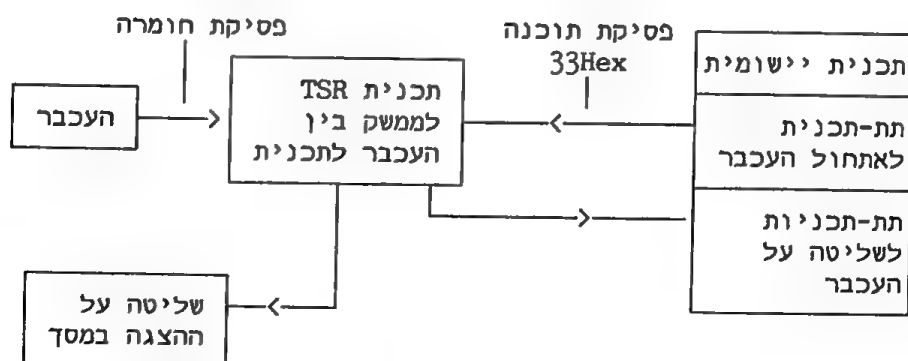 פסיקת חומרה
פסיקת תוכנה
33Hex
העכבר
תכנית TSR
לממשק בין
העכבר לתכנית
תכנית יישומית
תת-תכנית
לאתחול העכבר
תת-תכניות
לשליטה על
העכבר
שליטה על
ההצגה במסך